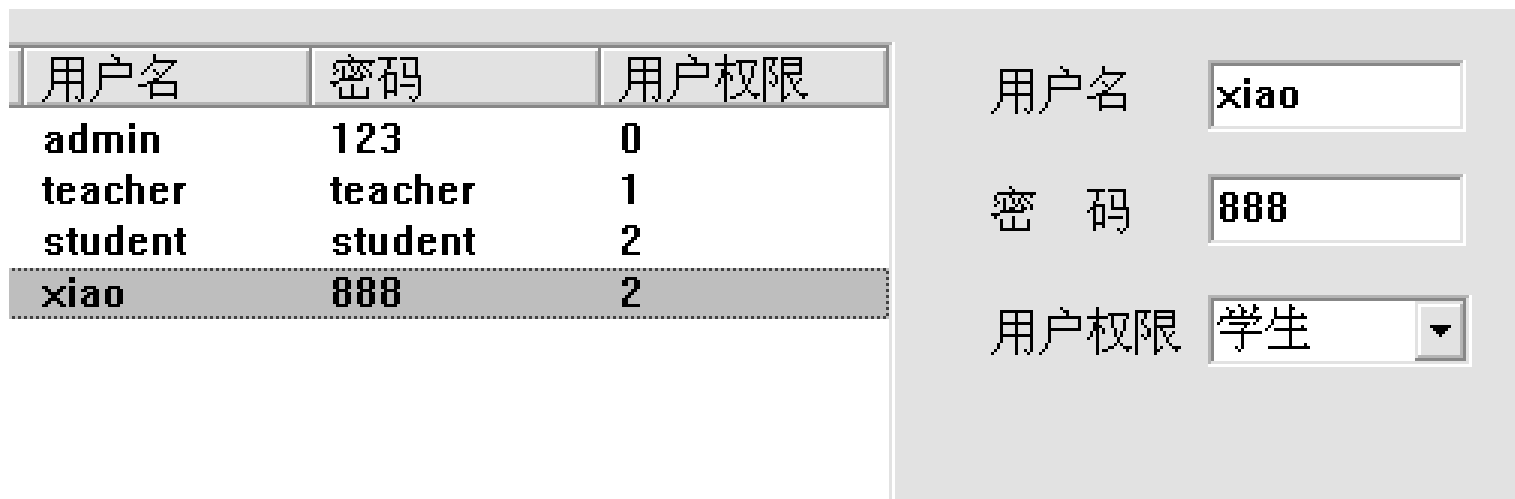 用户名 密码 用户权限
admin 123 0
teacher teacher 1
student student 2
xiao 888 2
用户名 xiao
密 码 888
用户权限 学生